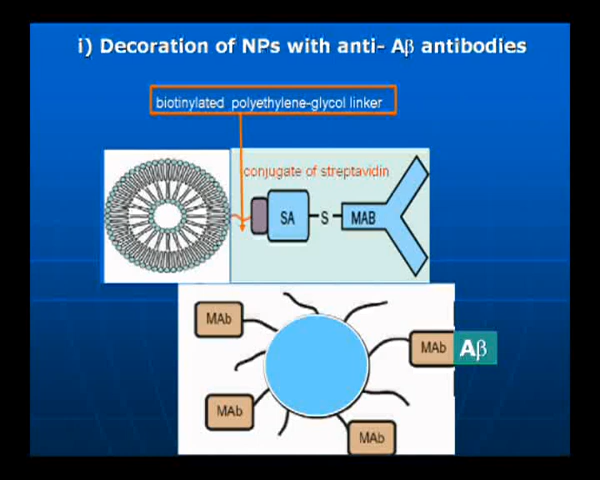 i) Decoration of NPs with anti- Aβ antibodies
biotinylated polyethylene-glycol linker
conjugate of streptavidin
SA
S
MAB
MAb
MAb
Aβ
MAb
MAb